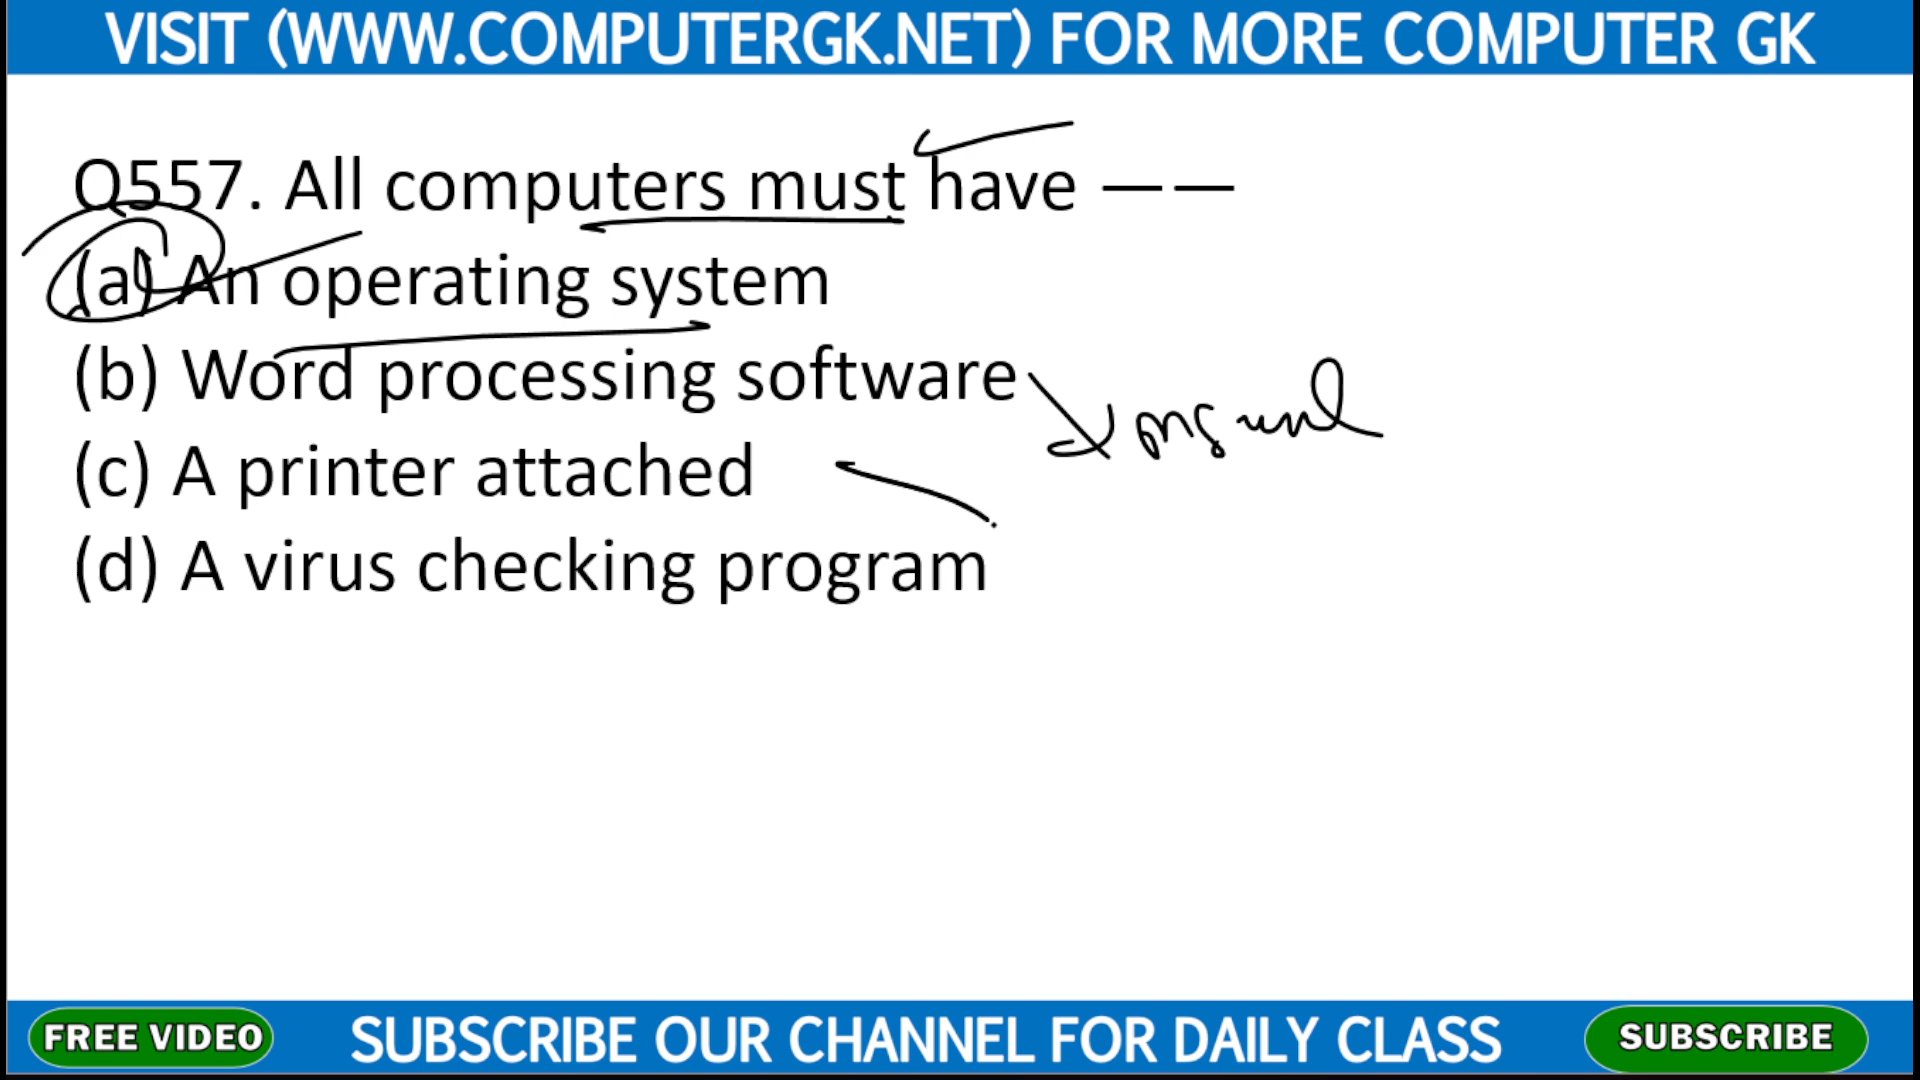 VISIT (WWW.COMPUTERGK.NET) FOR MORE COMPUTER GK
Q557. All computers must have — —
(a) An operating system
(b) Word processing software
(c) A printer attached
(d) A virus checking program
FREE VIDEO SUBSCRIBE OUR CHANNEL FOR DAILY CLASS SUBSCRIBE